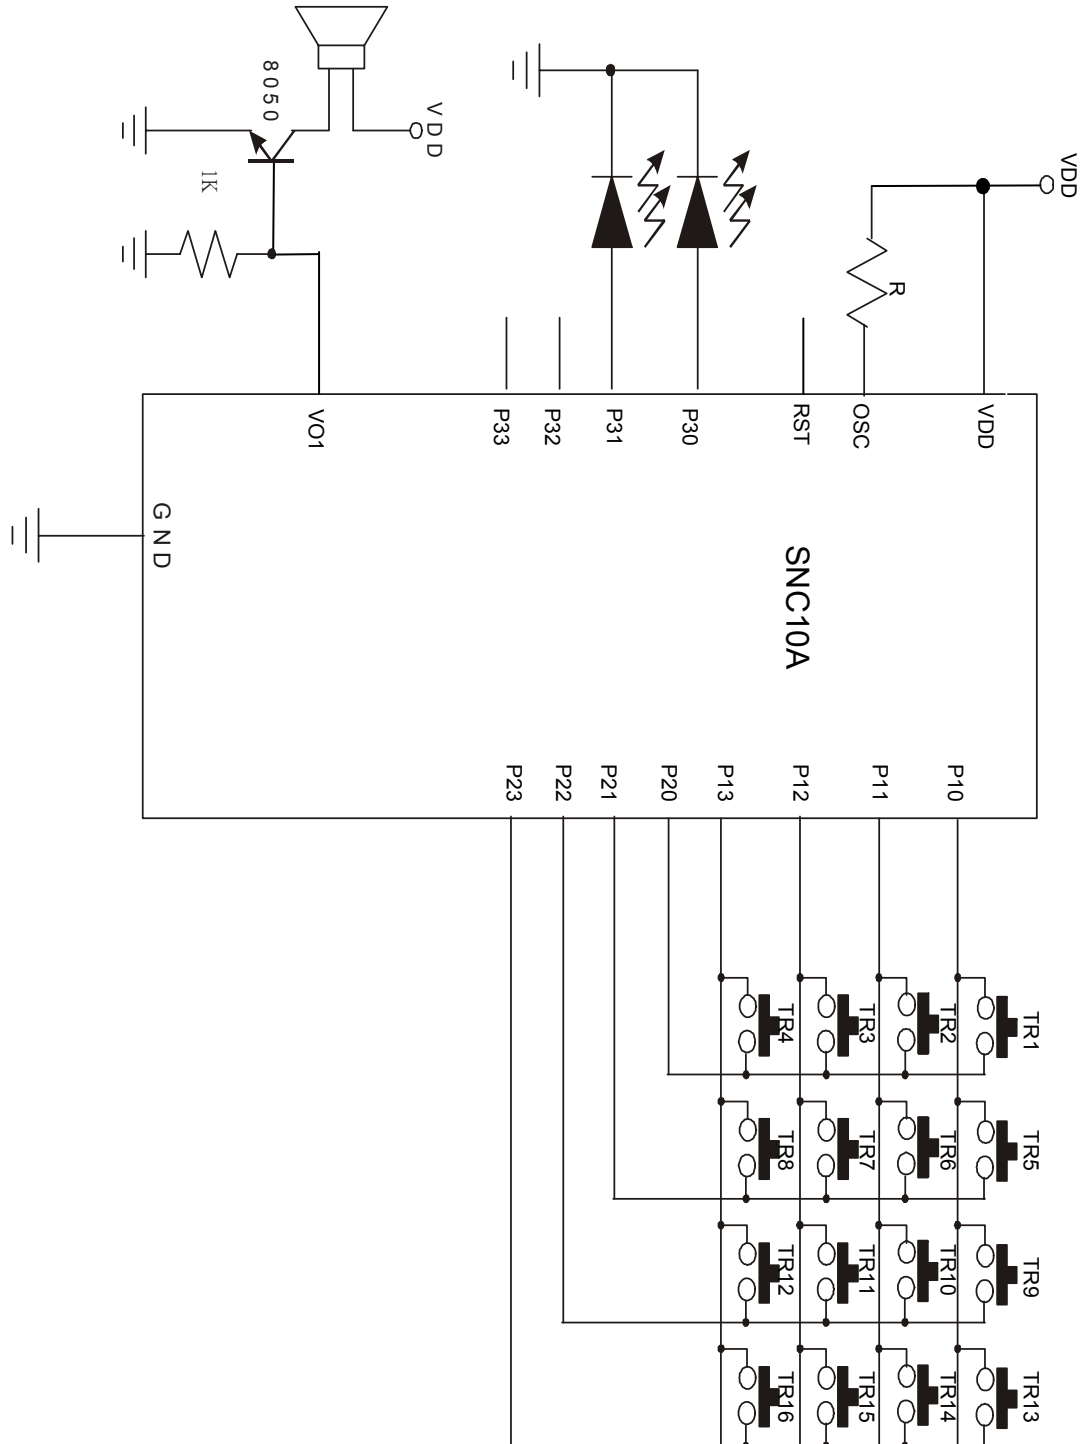 8050
VDD
1K
VDD
R
VO1
P33
P32
P31
P30
RST
OSC
VDD
GND
SNC10A
P23
P22
P21
P20
P13
P12
P11
P10
TR4
TR3
TR2
TR1
TR8
TR7
TR6
TR5
TR12
TR11
TR10
TR9
TR16
TR15
TR14
TR13